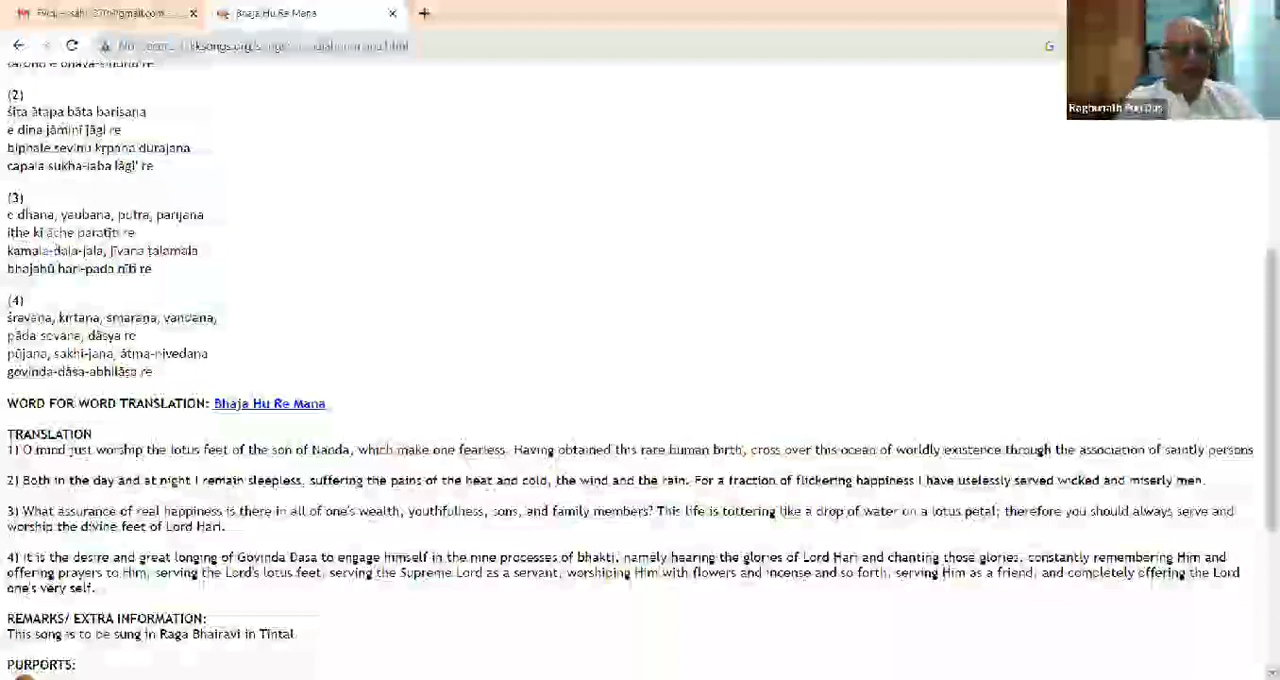 Bhaja Hu Re Mana
Raghunath Puri Das
(2)
śīta ātapa bāta bariṣaṇa
e dina jāminī jāgi re
biphale sevinu kṛpaṇa durajana
capala sukha-laba lāgi' re
(3)
e dhana, yaubana, putra, parijana
ithe ki āche paratīti re
kamala-dala-jala, jīvana ṭalamala
bhajahū hari-pada nīti re
(4)
śravaṇa, kīrtana, smaraṇa, vandana,
pāda sevana, dāsya re
pūjana, sakhī-jana, ātma-nivedana
govinda-dāsa-abhilāṣa re
WORD FOR WORD TRANSLATION: Bhaja Hu Re Mana
TRANSLATION
1) O mind just worship the lotus feet of the son of Nanda, which make one fearless. Having obtained this rare human birth, cross over this ocean of worldly existence through the association of saintly persons
2) Both in the day and at night I remain sleepless, suffering the pains of the heat and cold, the wind and the rain. For a fraction of flickering happiness I have uselessly served wicked and miserly men.
3) What assurance of real happiness is there in all of one's wealth, youthfulness, sons, and family members? This life is tottering like a drop of water on a lotus petal; therefore you should always serve and
worship the divine feet of Lord Hari.
4) It is the desire and great longing of Govinda Dasa to engage himself in the nine processes of bhakti, namely hearing the glories of Lord Hari and chanting those glories, constantly remembering Him and
offering prayers to Him, serving the Lord's lotus feet, serving the Supreme Lord as a servant, worshiping Him with flowers and incense and so forth, serving Him as a friend, and completely offering the Lord
one's very self.
REMARKS/ EXTRA INFORMATION:
This song is to be sung in Raga Bhairavi in Tintal
PURPORTS: